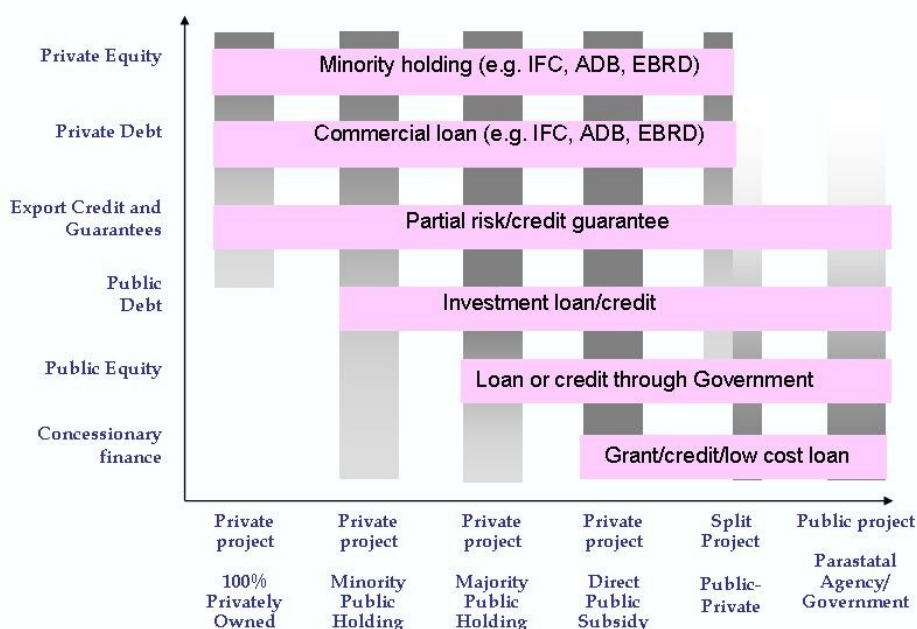 Private Equity
Minority holding (e.g. IFC, ADB, EBRD)
Private Debt
Commercial loan (e.g. IFC, ADB, EBRD)
Export Credit and
Guarantees
Partial risk/credit guarantee
Public
Debt
Investment loan/credit
Public Equity
Loan or credit through Government
Concessionary
finance
Grant/credit/low cost loan
Private
project
100%
Privately
Owned
Private
project
Minority
Public
Holding
Private
project
Majority
Public
Holding
Private
project
Direct
Public
Subsidy
Split
Project
Public-
Private
Public project
Parastatal
Agency/
Government